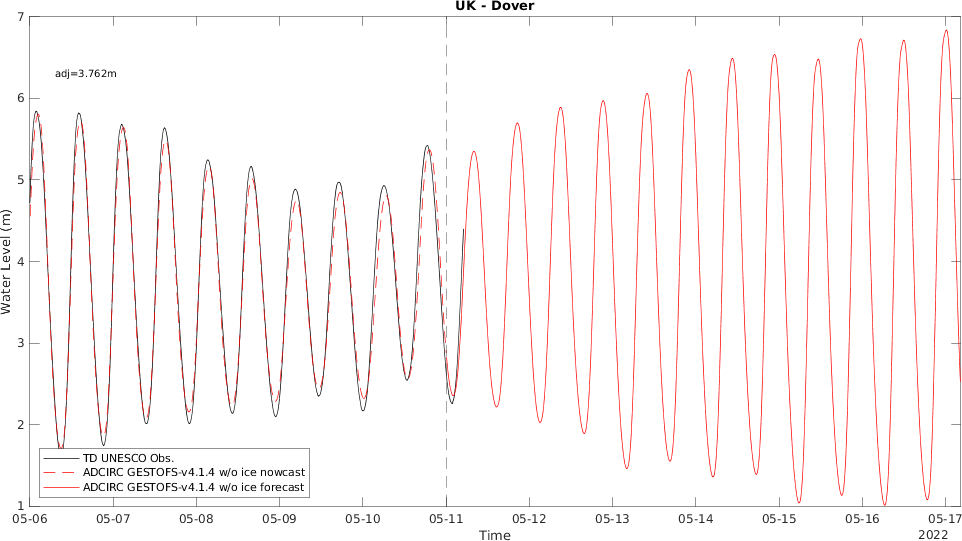 UK - Dover
adj=3.762m
7
6
5
4
3
2
1
Water Level (m)
TD UNESCO Obs.
ADCIRC GESTOFS-v4.1.4 w/o ice nowcast
ADCIRC GESTOFS-v4.1.4 w/o ice forecast
05-06 05-07 05-08 05-09 05-10 05-11 05-12 05-13 05-14 05-15 05-16 05-17
Time
2022